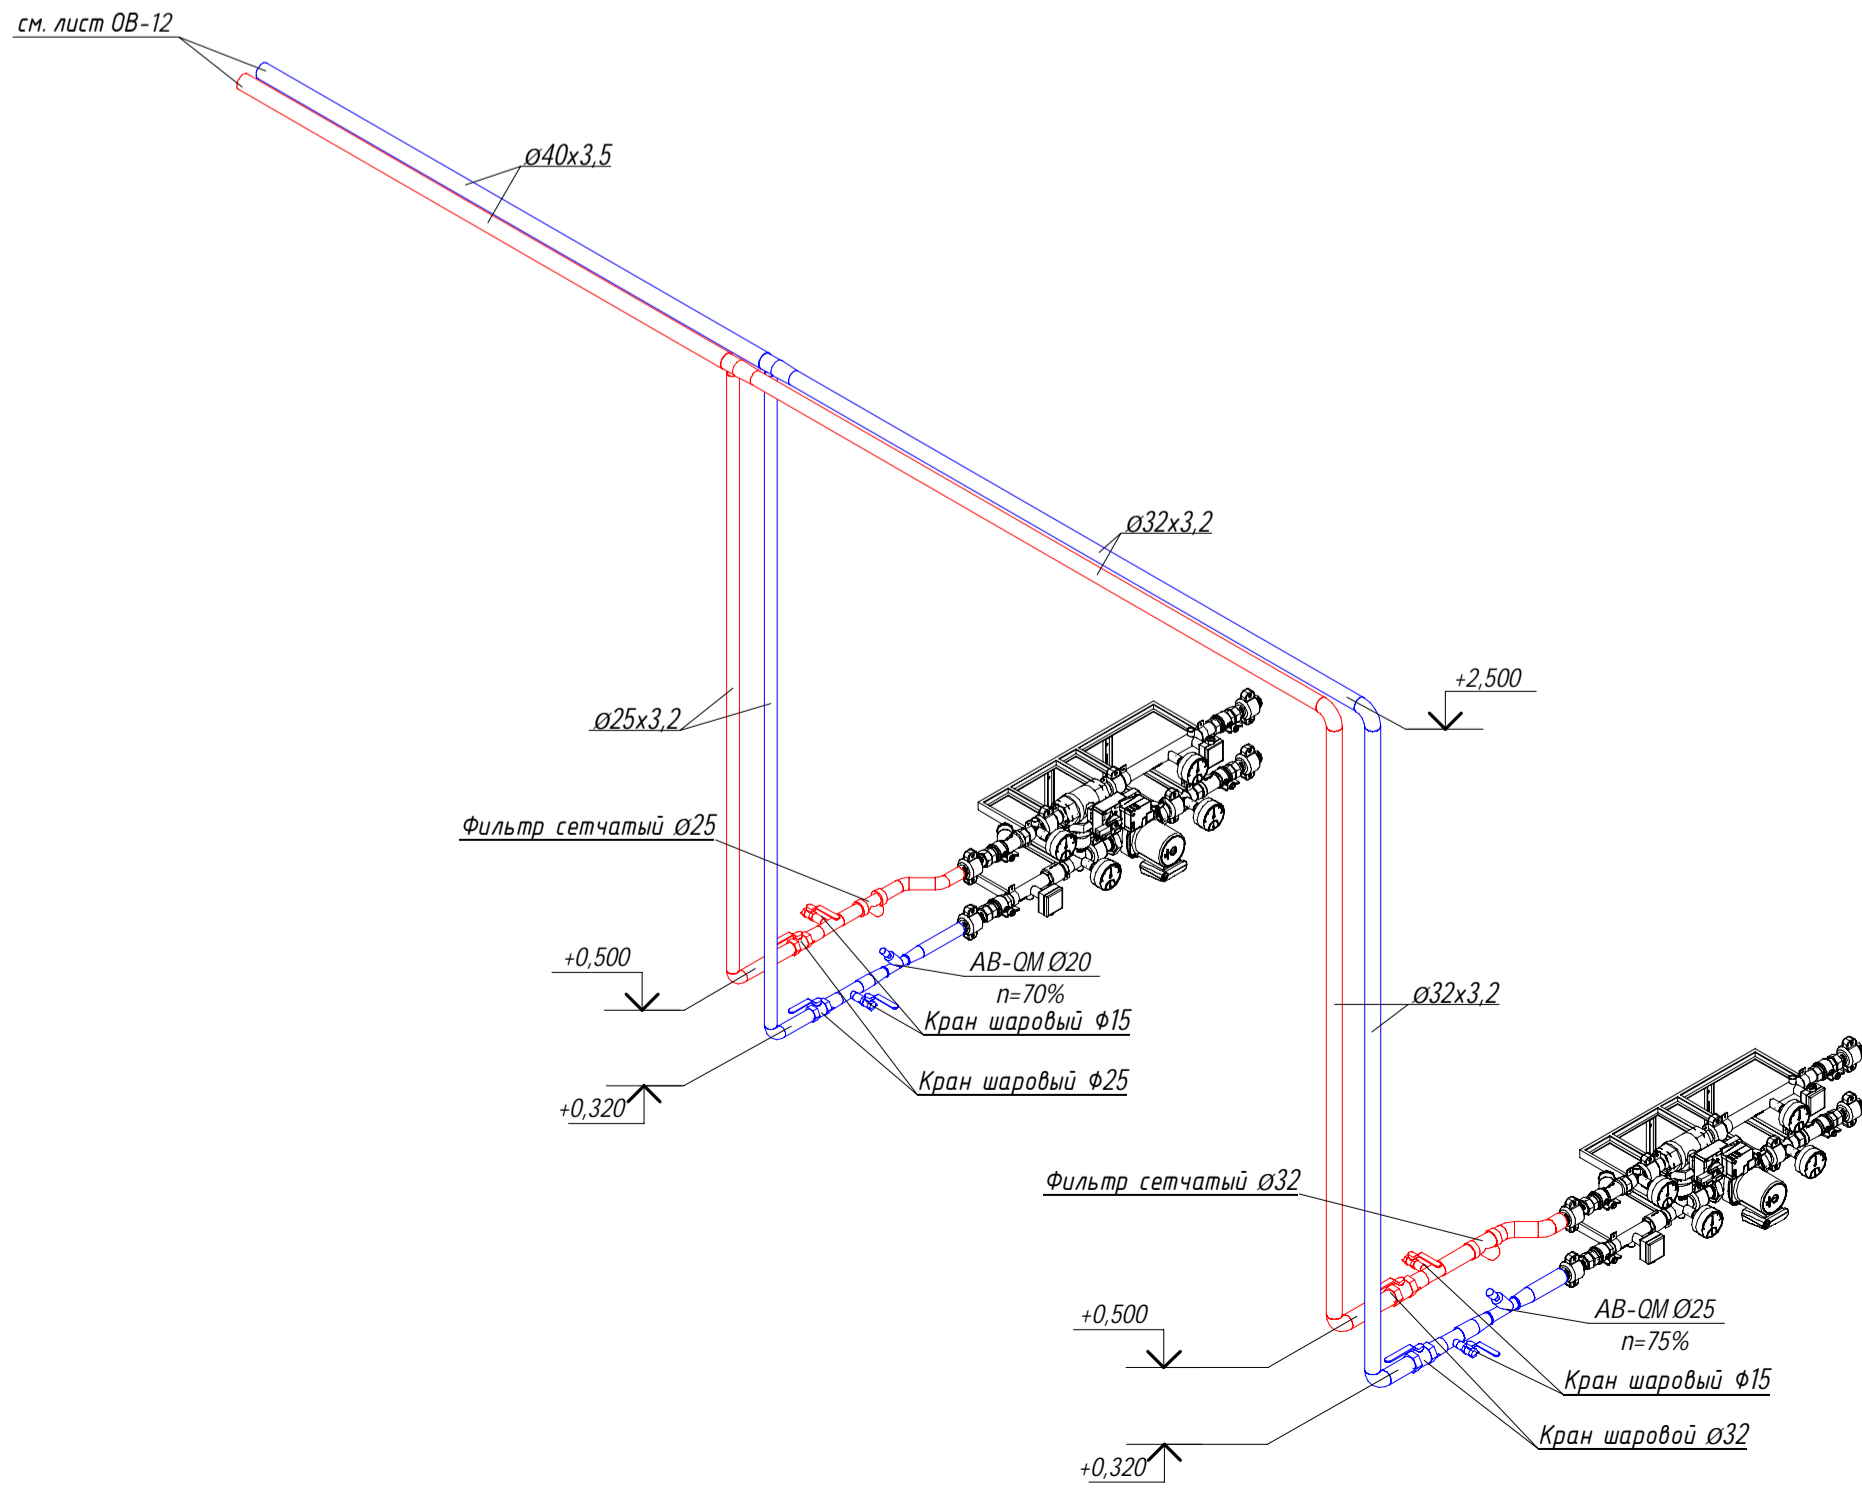 см. лист ОВ-12
Ø40х3,5
Ø32х3,2
+2,500
Ø25х3,2
Фильтр сетчатый Ø25
+0,500
AB-QM Ø20
n=70%
Ø32х3,2
Кран шаровый Ф15
Кран шаровый Ф25
+0,320
Фильтр сетчатый Ø32
+0,500
AB-QM Ø25
n=75%
Кран шаровый Ф15
Кран шаровой Ø32
+0,320